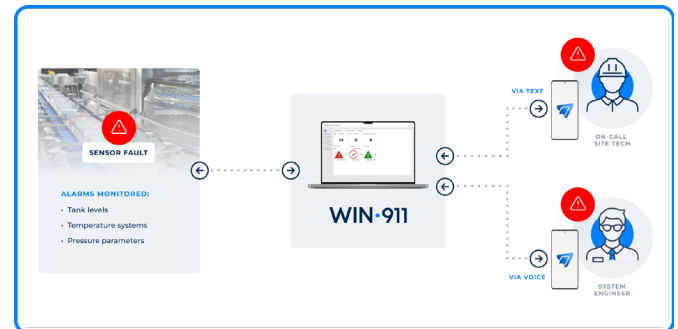 SENSOR FAULT
ALARMS MONITORED:
• Tank levels
• Temperature systems
• Pressure parameters
WIN•911
VIA TEXT
ON-CALL
SITE TECH
VIA VOICE
SYSTEM
ENGINEER